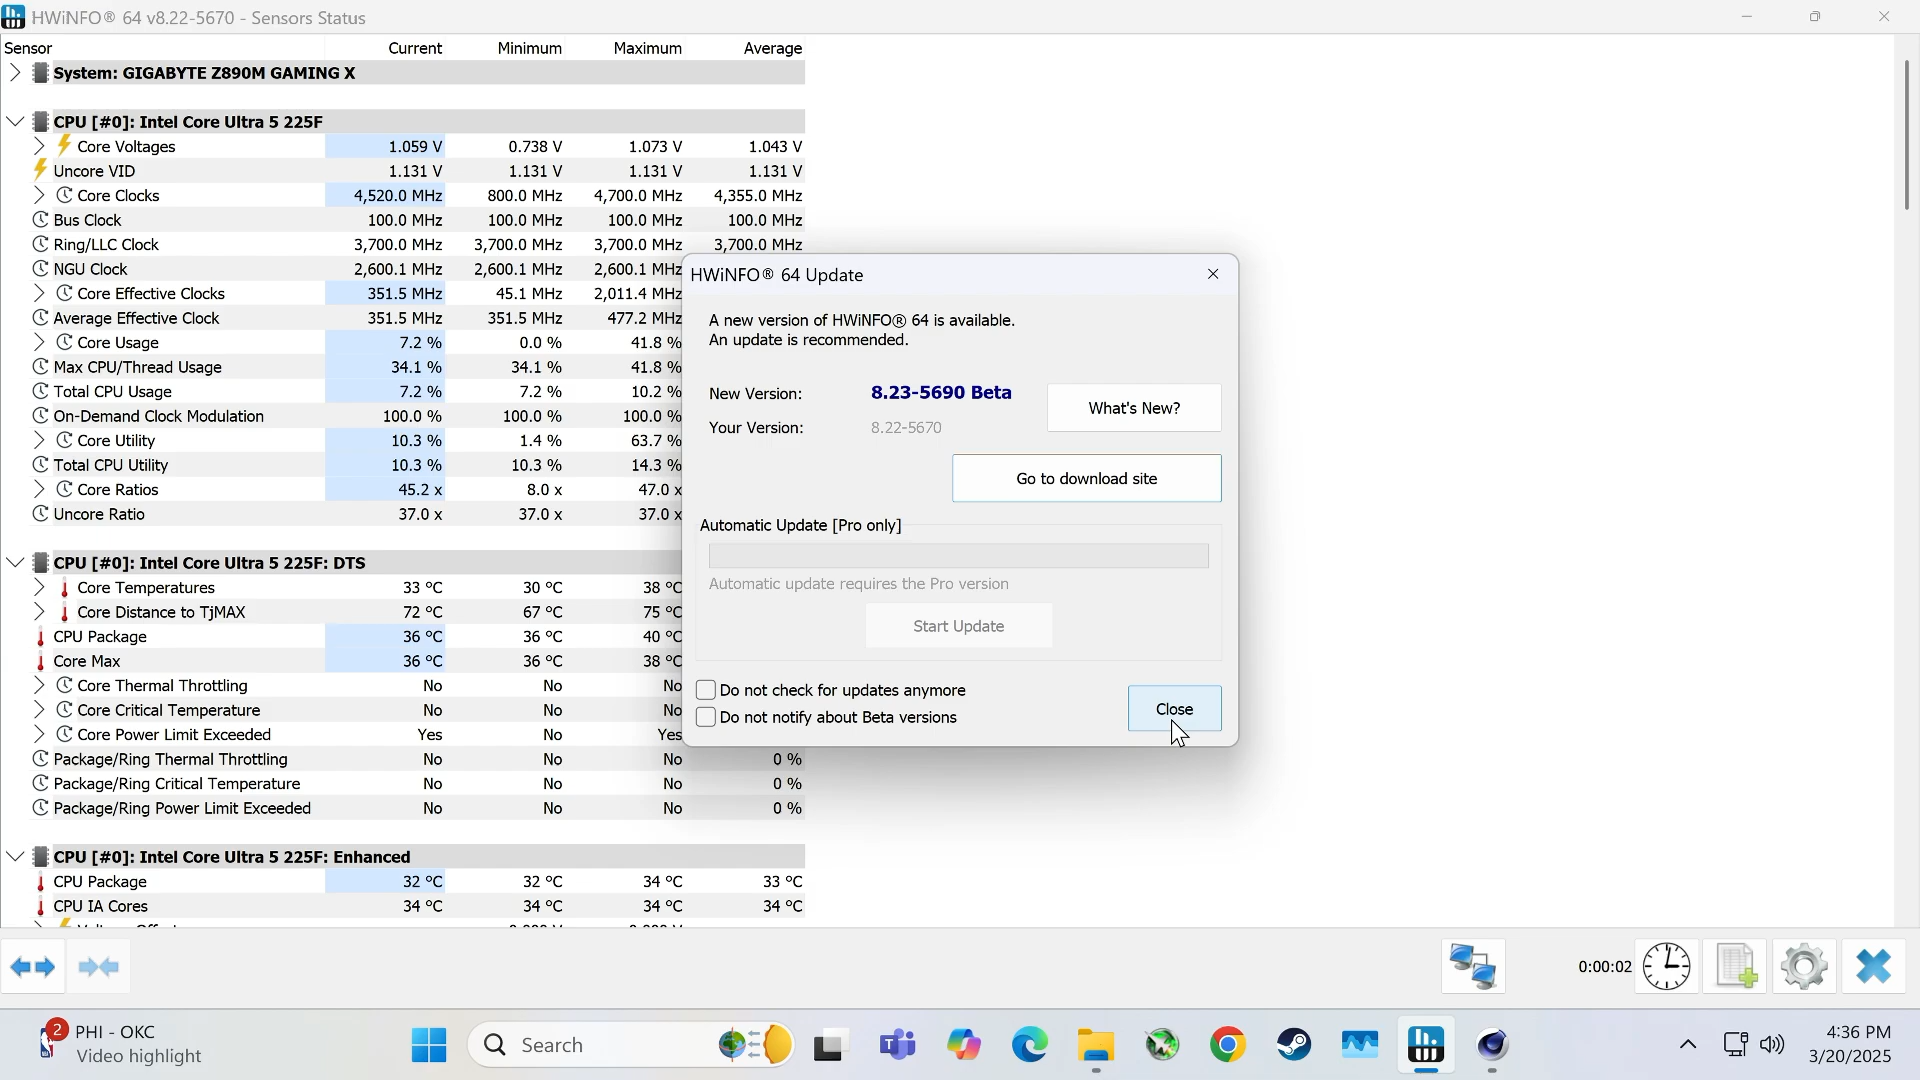 HWiNFO® 64 v8.22-5670 - Sensors Status
Sensor Current Minimum Maximum Average
System: GIGABYTE Z890M GAMING X
CPU [#0]: Intel Core Ultra 5 225F
Core Voltages 1.059 V 0.738 V 1.073 V 1.043 V
Uncore VID 1.131 V 1.131 V 1.131 V 1.131 V
Core Clocks 4,520.0 MHz 800.0 MHz 4,700.0 MHz 4,355.0 MHz
Bus Clock 100.0 MHz 100.0 MHz 100.0 MHz 100.0 MHz
Ring/LLC Clock 3,700.0 MHz 3,700.0 MHz 3,700.0 MHz 3,700.0 MHz
NGU Clock 2,600.1 MHz 2,600.1 MHz 2,600.1 MHz
Core Effective Clocks 351.5 MHz 45.1 MHz 2,011.4 MHz
Average Effective Clock 351.5 MHz 351.5 MHz 477.2 MHz
Core Usage 7.2 % 0.0 % 41.8 %
Max CPU/Thread Usage 34.1 % 34.1 % 41.8 %
Total CPU Usage 7.2 % 7.2 % 10.2 %
On-Demand Clock Modulation 100.0 % 100.0 % 100.0 %
Core Utility 10.3 % 1.4 % 63.7 %
Total CPU Utility 10.3 % 10.3 % 14.3 %
Core Ratios 45.2 x 8.0 x 47.0 x
Uncore Ratio 37.0 x 37.0 x 37.0 x
CPU [#0]: Intel Core Ultra 5 225F: DTS
Core Temperatures 33 °C 30 °C 38 °C
Core Distance to TjMAX 72 °C 67 °C 75 °C
CPU Package 36 °C 36 °C 40 °C
Core Max 36 °C 36 °C 38 °C
Core Thermal Throttling No No No
Core Critical Temperature No No No
Core Power Limit Exceeded Yes No Yes
Package/Ring Thermal Throttling No No No 0 %
Package/Ring Critical Temperature No No No 0 %
Package/Ring Power Limit Exceeded No No No 0 %
CPU [#0]: Intel Core Ultra 5 225F: Enhanced
CPU Package 32 °C 32 °C 34 °C 33 °C
CPU IA Cores 34 °C 34 °C 34 °C 34 °C
HWiNFO® 64 Update
A new version of HWiNFO® 64 is available.
An update is recommended.
New Version: 8.23-5690 Beta
What's New?
Your Version: 8.22-5670
Go to download site
Automatic Update [Pro only]
Automatic update requires the Pro version
Start Update
Do not check for updates anymore
Do not notify about Beta versions
Close
0:00:02
2
PHI - OKC
Video highlight
Search
4:36 PM
3/20/2025